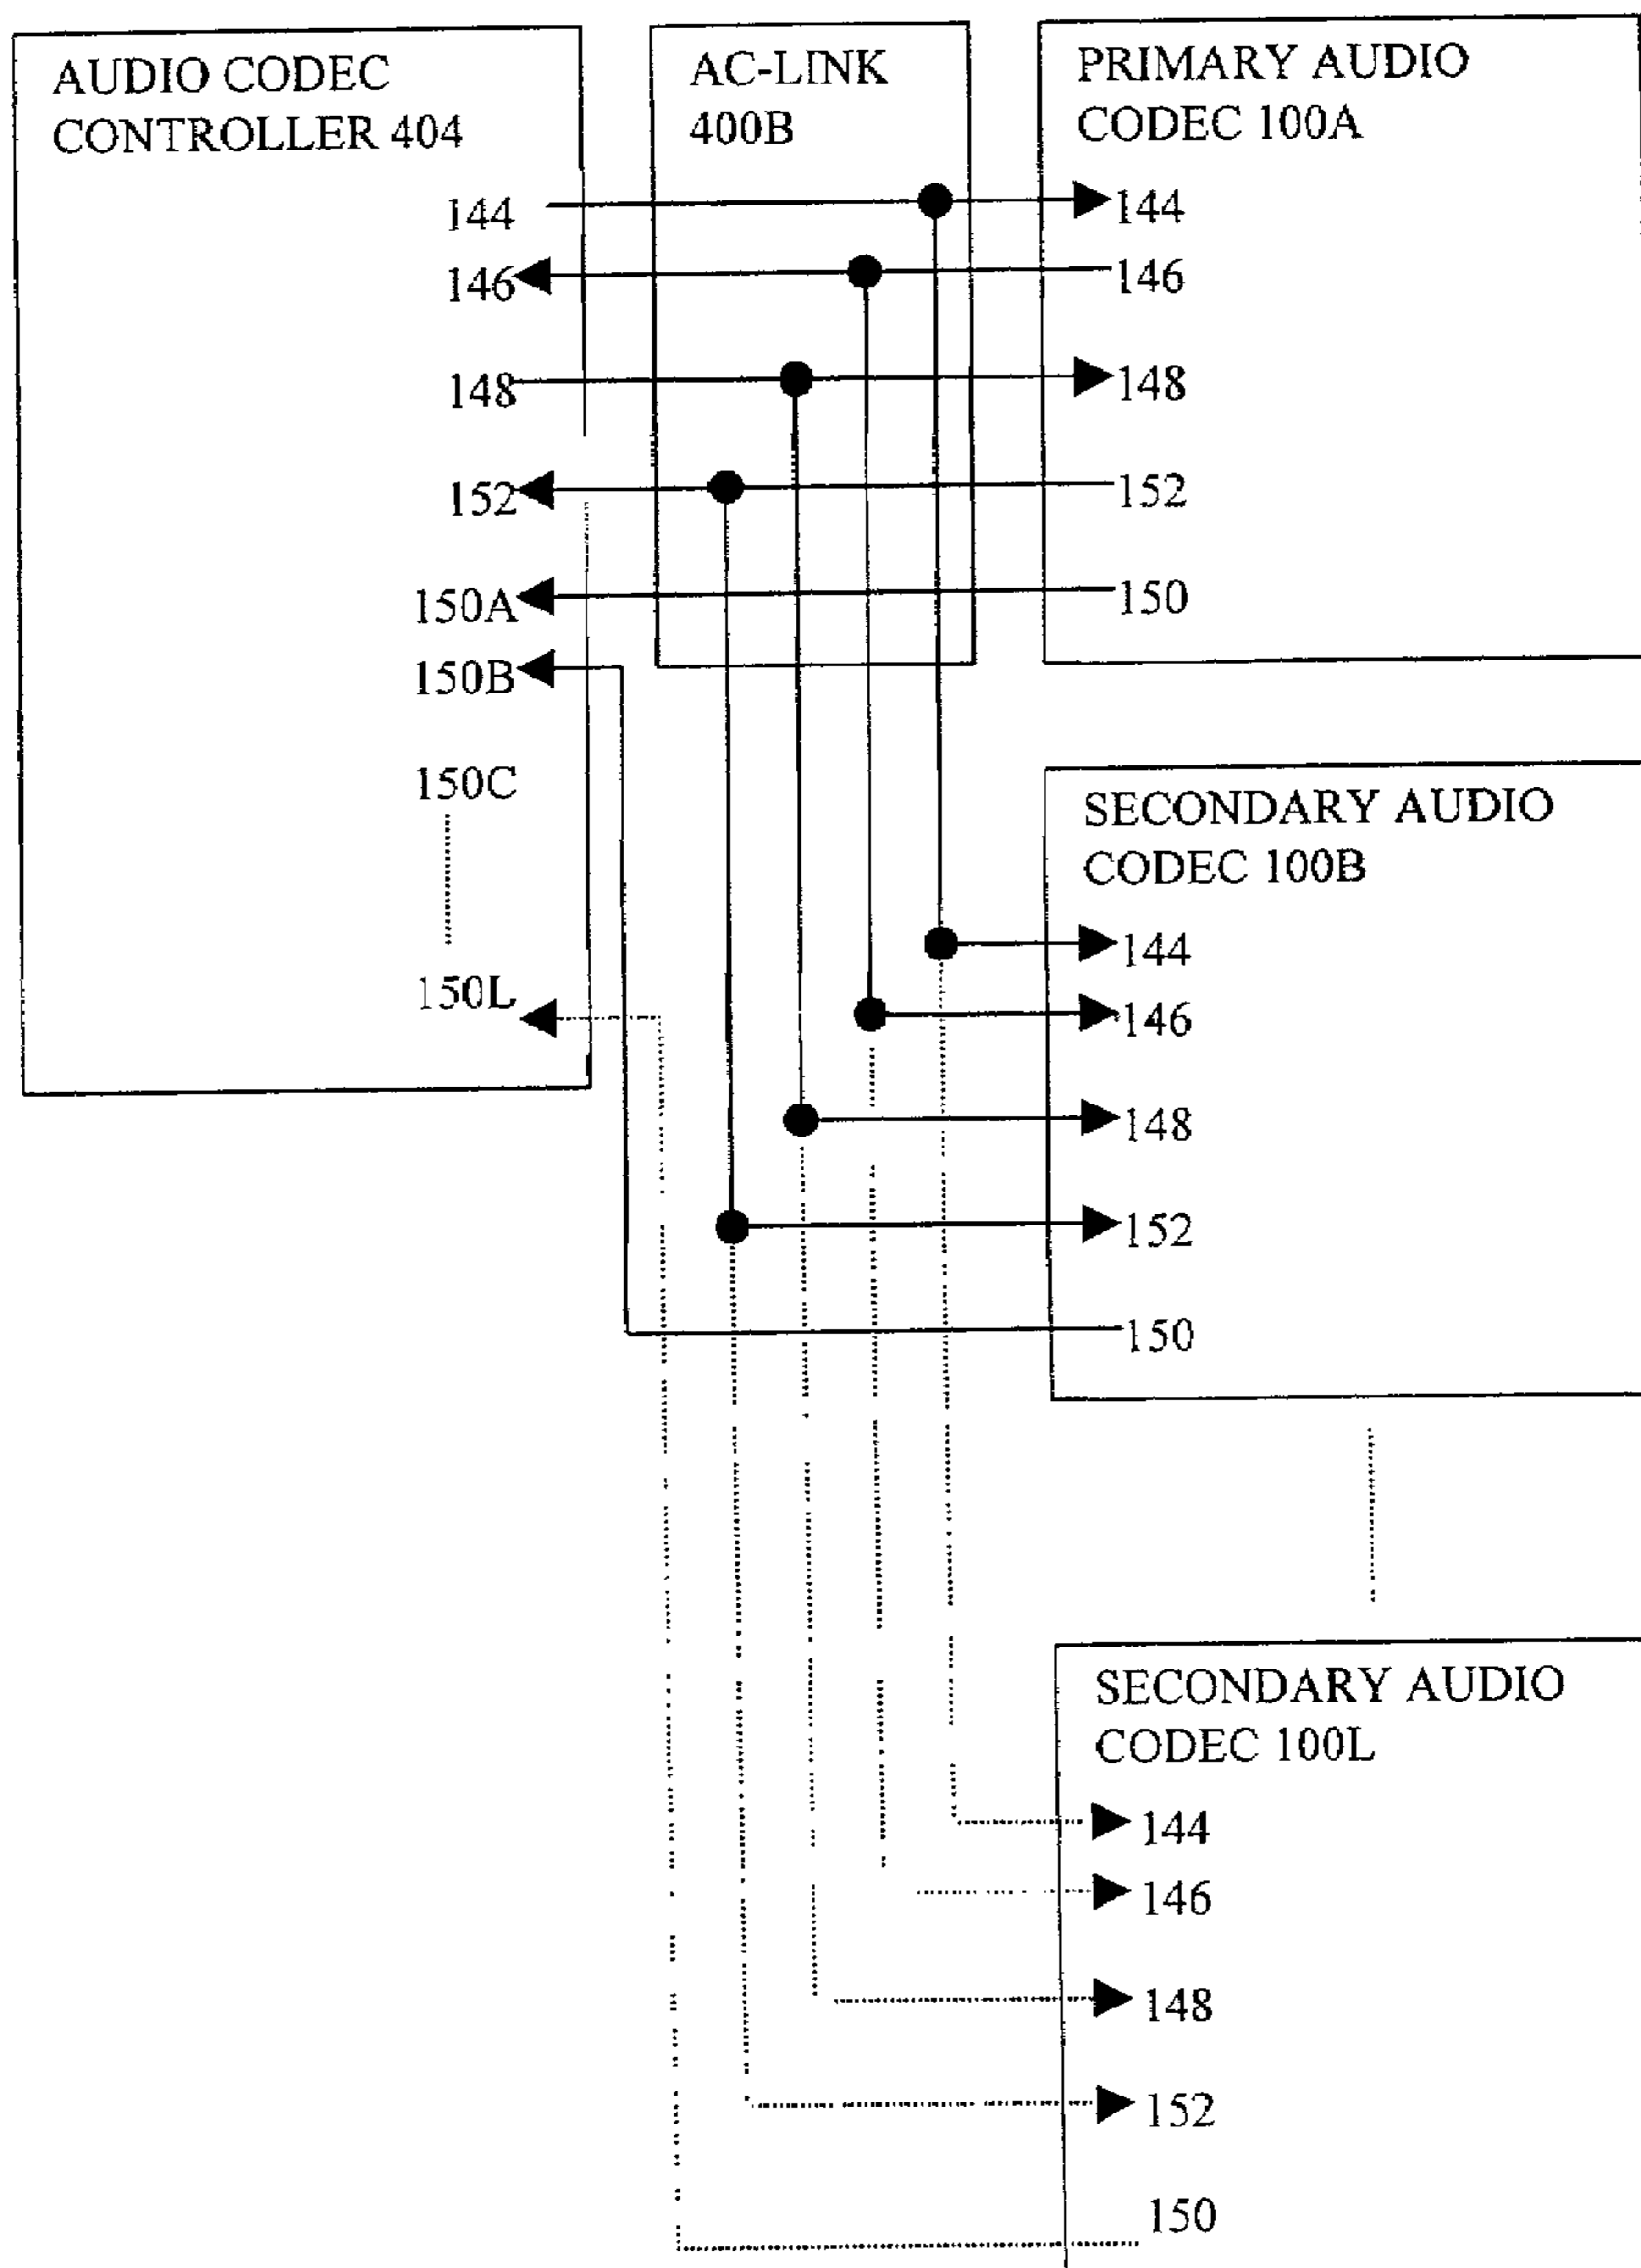 AUDIO CODEC
CONTROLLER 404
144
146
148
152
150A
150B
150C
150L
AC-LINK
400B
PRIMARY AUDIO
CODEC 100A
144
146
148
152
150
SECONDARY AUDIO
CODEC 100B
144
146
148
152
150
SECONDARY AUDIO
CODEC 100L
144
146
148
152
150